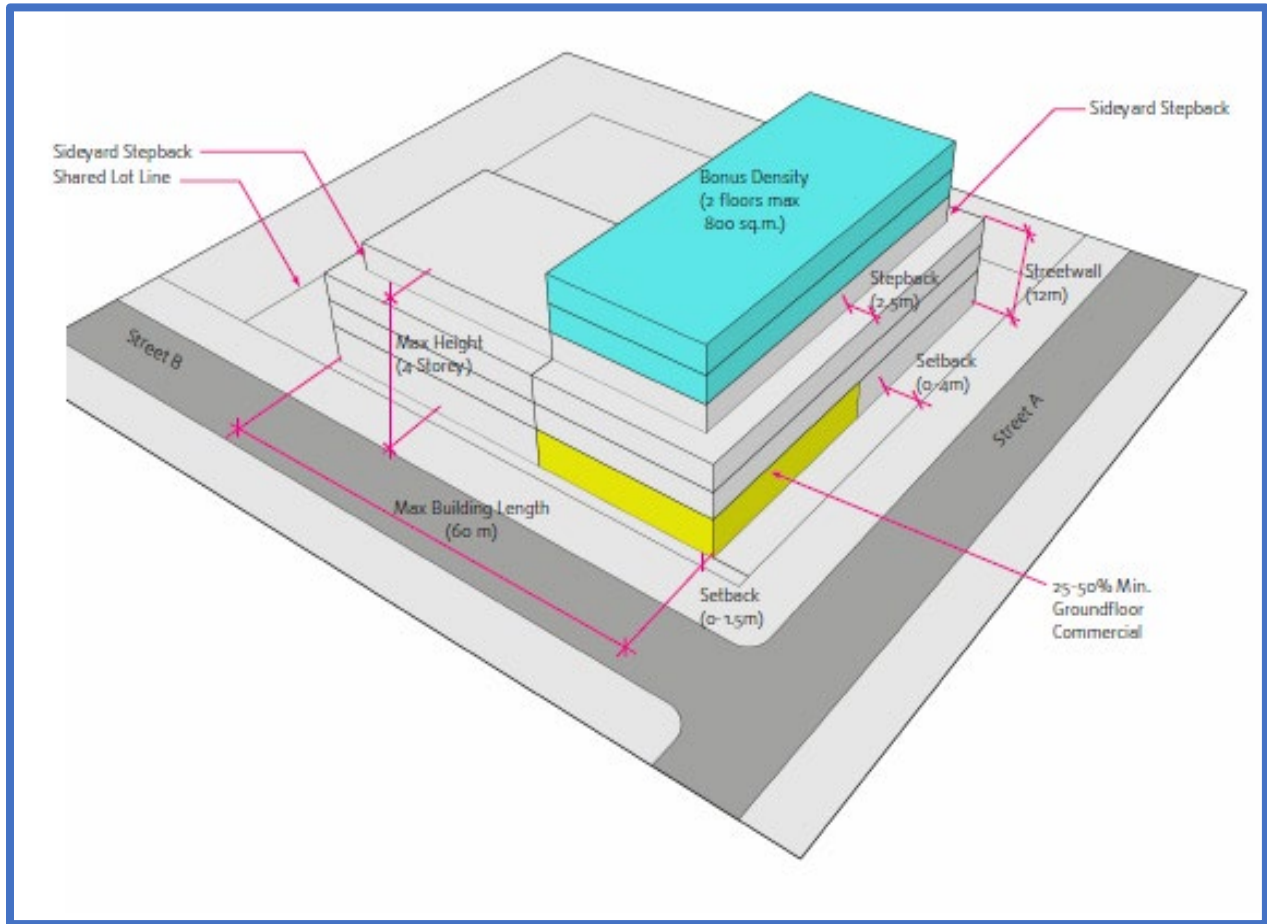 Sideyard Stepback
Sideyard Stepback
Shared Lot Line
Bonus Density
(2 floors max
800 sq.m.)
Stepback
(2.5m)
Streetwall
(12m)
Street B
Max Height
(4 Storey)
Setback
(0-4m)
Street A
Max Building Length
(60 m)
Setback
(0-1.5m)
25-50% Min.
Groundfloor
Commercial